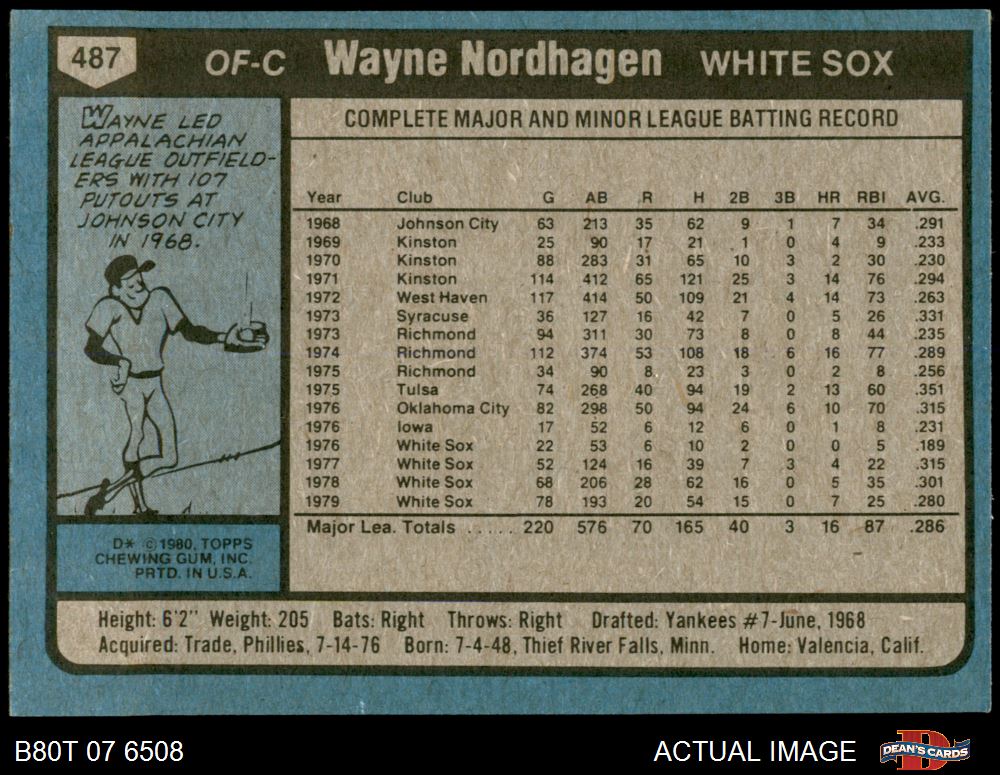 487 OF-C Wayne Nordhagen WHITE SOX
WAYNE LED
APPALACHIAN
LEAGUE OUTFIELD-
ERS WITH 107
PUTOUTS AT
JOHNSON CITY
IN 1968.
D* © 1980, TOPPS
CHEWING GUM, INC.
PRTD. IN U.S.A.
COMPLETE MAJOR AND MINOR LEAGUE BATTING RECORD
Year Club G AB R H 2B 3B HR RBI AVG.
1968 Johnson City 63 213 35 62 9 1 7 34 .291
1969 Kinston 25 90 17 21 1 0 4 9 .233
1970 Kinston 88 283 31 65 10 3 2 30 .230
1971 Kinston 114 412 65 121 25 3 14 76 .294
1972 West Haven 117 414 50 109 21 4 14 73 .263
1973 Syracuse 36 127 16 42 7 0 5 26 .331
1973 Richmond 94 311 30 73 8 0 8 44 .235
1974 Richmond 112 374 53 108 18 6 16 77 .289
1975 Richmond 34 90 8 23 3 0 2 8 .256
1975 Tulsa 74 268 40 94 19 2 13 60 .351
1976 Oklahoma City 82 298 50 94 24 6 10 70 .315
1976 Iowa 17 52 6 12 6 0 1 8 .231
1976 White Sox 22 53 6 10 2 0 0 5 .189
1977 White Sox 52 124 16 39 7 3 4 22 .315
1978 White Sox 68 206 28 62 16 0 5 35 .301
1979 White Sox 78 193 20 54 15 0 7 25 .280
Major Lea. Totals ..... 220 576 70 165 40 3 16 87 .286
Height: 6'2" Weight: 205 Bats: Right Throws: Right Drafted: Yankees #7-June, 1968
Acquired: Trade, Phillies, 7-14-76 Born: 7-4-48, Thief River Falls, Minn. Home: Valencia, Calif.
B80T 07 6508 ACTUAL IMAGE DEAN'S CARDS